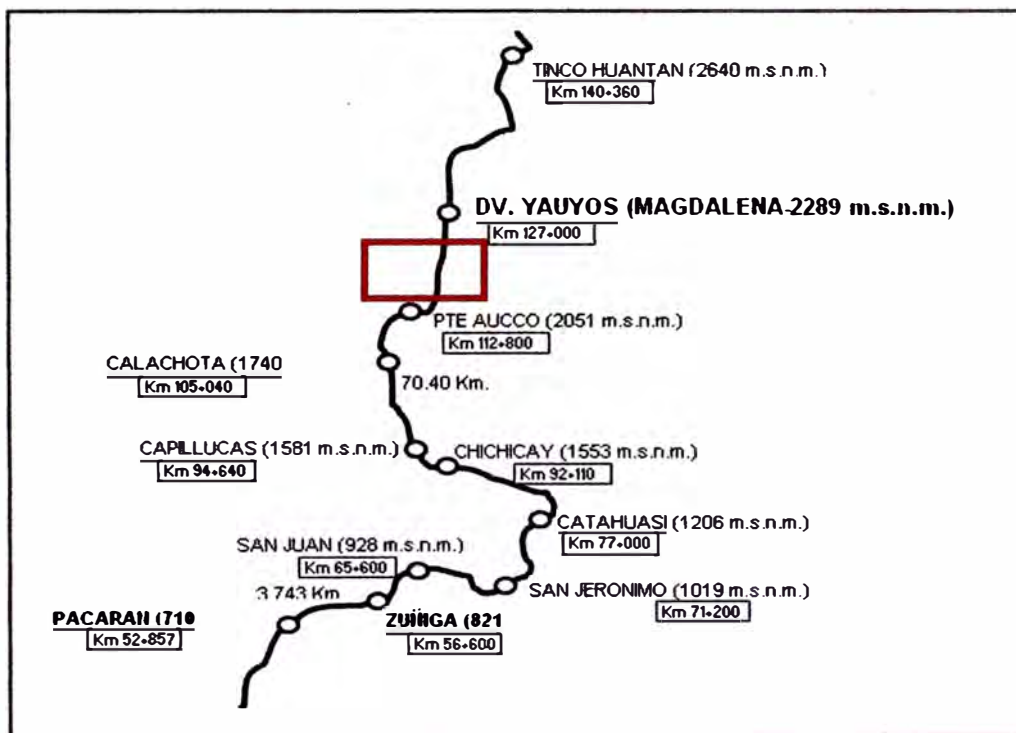 TINCO HUANTAN (2640 m.s.n.m.)
Km 140+360
DV. YAUYOS (MAGDALENA-2289 m.s.n.m.)
Km 127+000
PTE AUCCO (2051 m.s.n.m.)
Km 112+800
CALACHOTA (1740
Km 105+040
70.40 Km.
CAPILLUCAS (1581 m.s.n.m.)
Km 94+640
CHICHICAY (1553 m.s.n.m.)
Km 92+110
CATAHUASI (1206 m.s.n.m.)
Km 77+000
SAN JUAN (928 m.s.n.m.)
Km 65+600
SAN JERONIMO (1019 m.s.n.m.)
Km 71+200
3.743 Km
PACARAN (710
Km 52+857
(821
Km 56+600